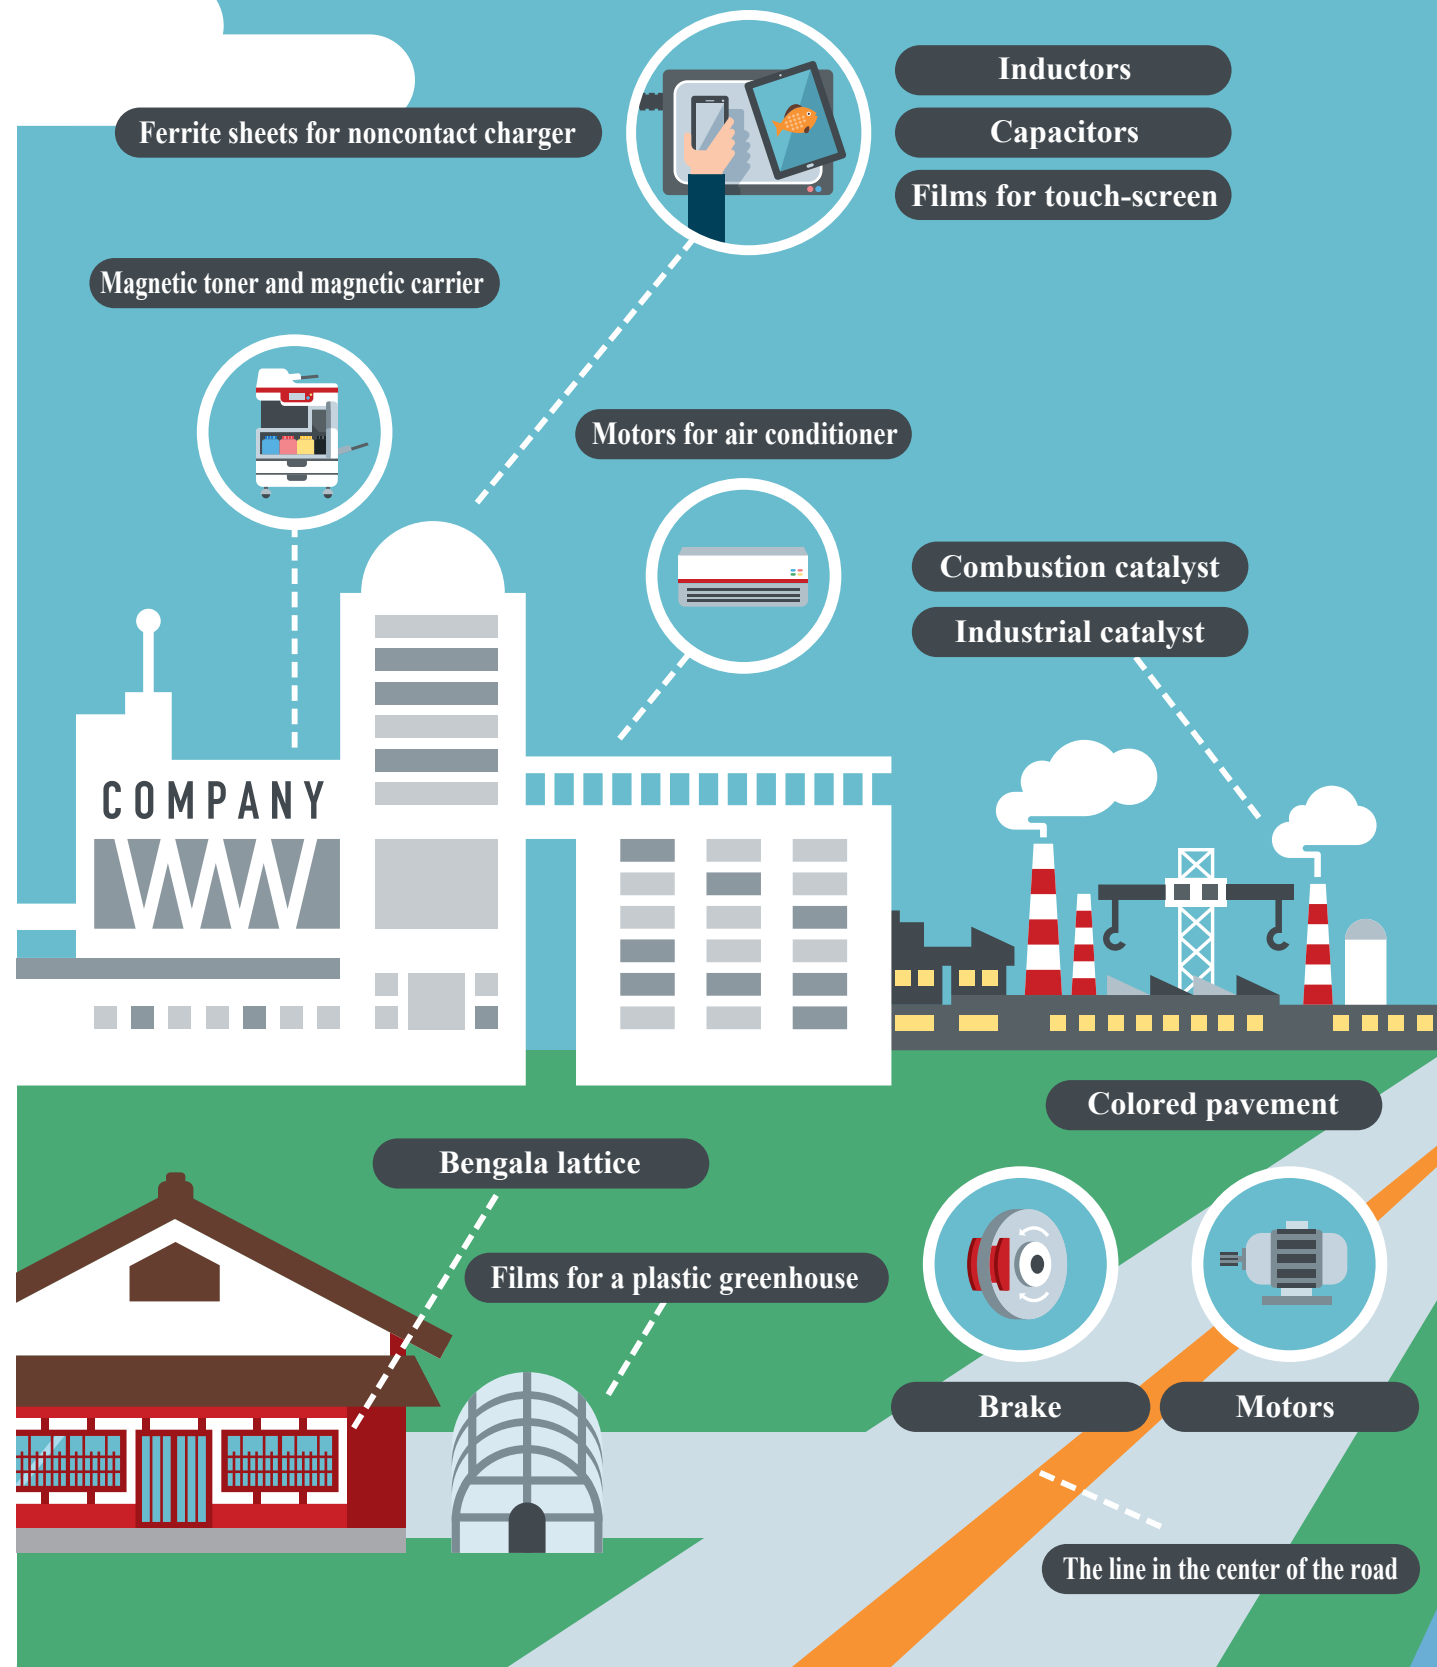 Inductors
Ferrite sheets for noncontact charger
Capacitors
Films for touch-screen
Magnetic toner and magnetic carrier
Motors for air conditioner
Combustion catalyst
Industrial catalyst
COMPANY
Colored pavement
Bengala lattice
Films for a plastic greenhouse
Brake
Motors
The line in the center of the road